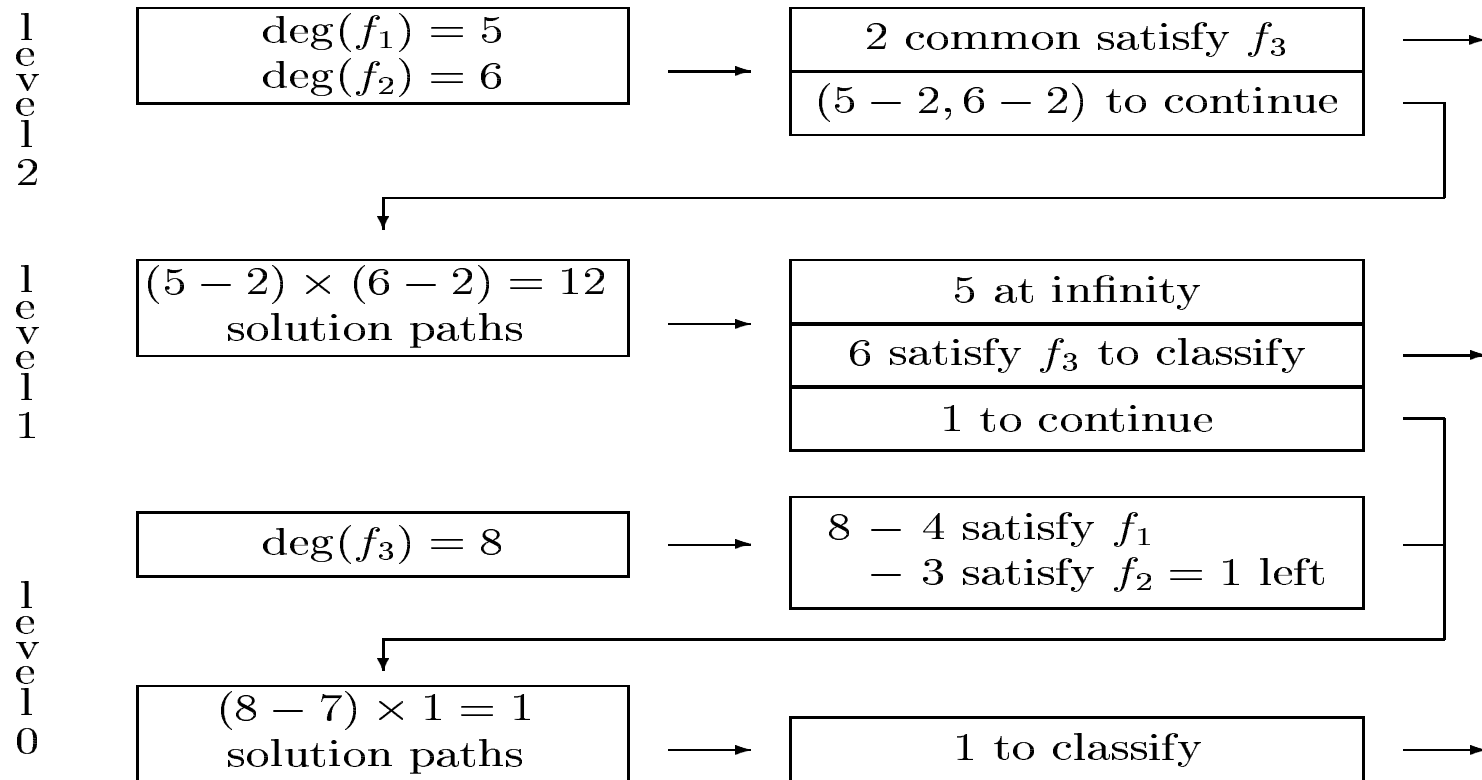 level 2
deg(f₁) = 5
deg(f₂) = 6
2 common satisfy f₃
(5 − 2, 6 − 2) to continue
level 1
(5 − 2) × (6 − 2) = 12
solution paths
5 at infinity
6 satisfy f₃ to classify
1 to continue
level 0
deg(f₃) = 8
8 − 4 satisfy f₁
− 3 satisfy f₂ = 1 left
(8 − 7) × 1 = 1
solution paths
1 to classify